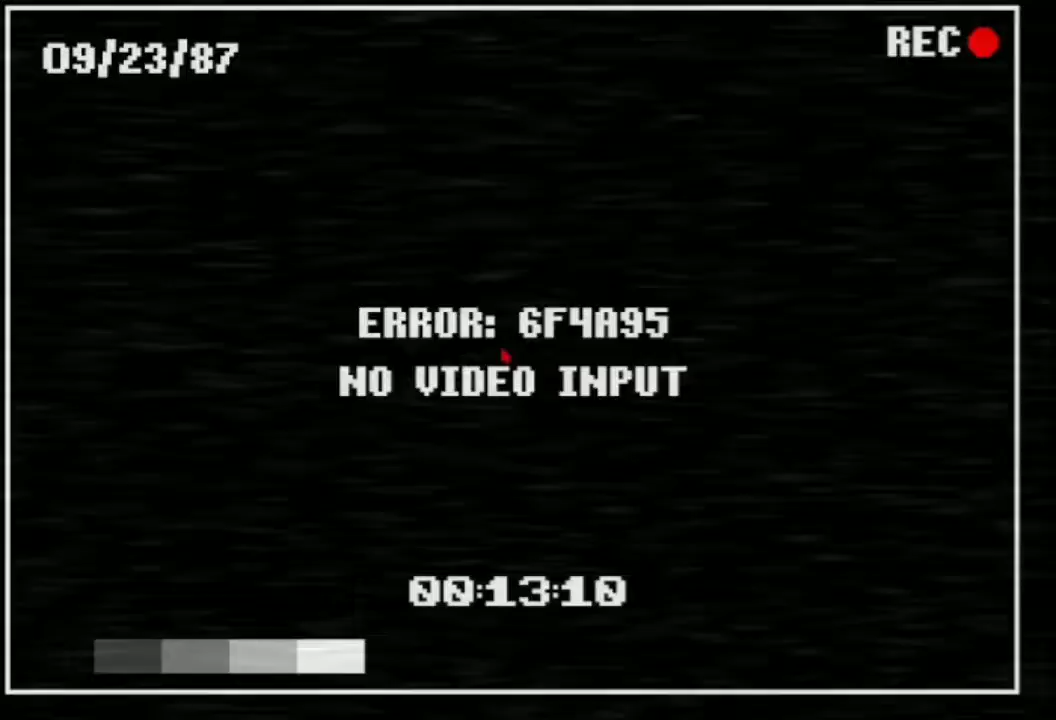 09/23/87
REC
ERROR: 6F4A95
NO VIDEO INPUT
00:13:10